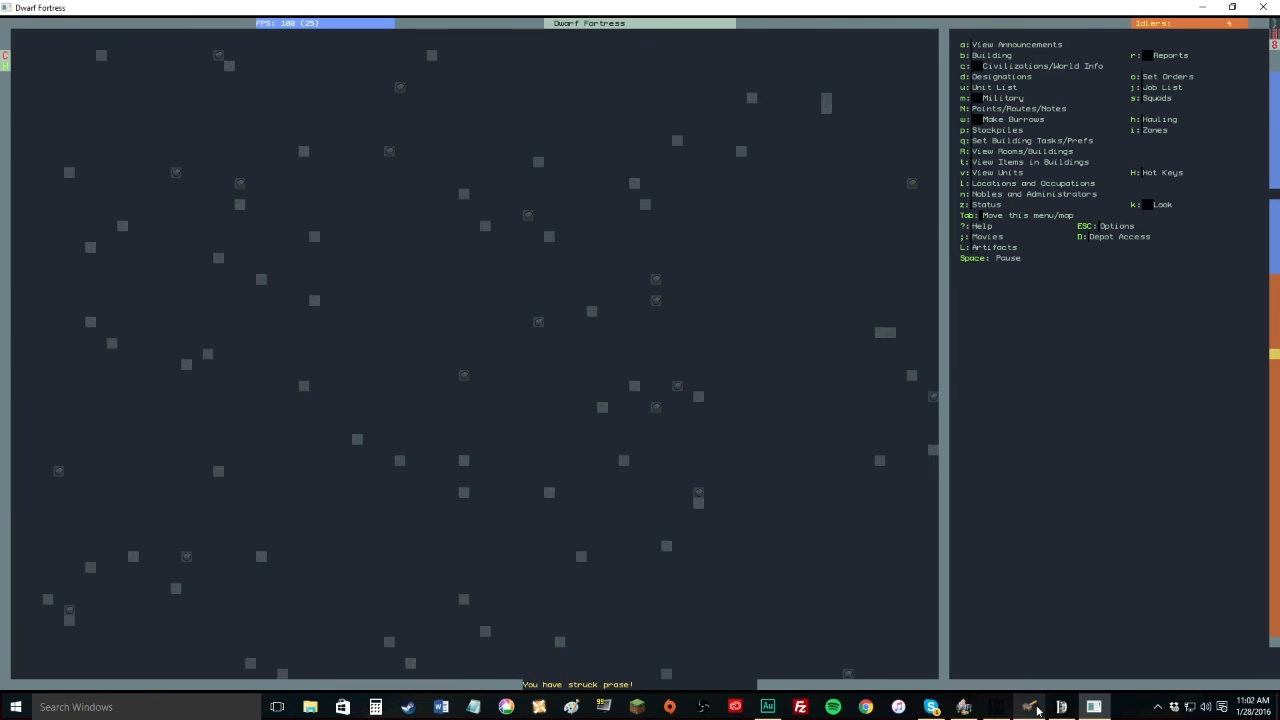 Dwarf Fortress
FPS: 100 (25)
Dwarf Fortress
Idlers: 4
C
H
8
a: View Announcements
b: Building
r: Reports
c: Civilizations/World Info
d: Designations
o: Set Orders
u: Unit List
j: Job List
m: Military
s: Squads
N: Points/Routes/Notes
w: Make Burrows
h: Hauling
p: Stockpiles
i: Zones
q: Set Building Tasks/Prefs
R: View Rooms/Buildings
t: View Items in Buildings
v: View Units
H: Hot Keys
l: Locations and Occupations
n: Nobles and Administrators
z: Status
k: Look
Tab: Move this menu/map
?: Help
ESC: Options
;: Movies
D: Depot Access
L: Artifacts
Space: Pause
You have struck prase!
Search Windows
11:02 AM
1/28/2016